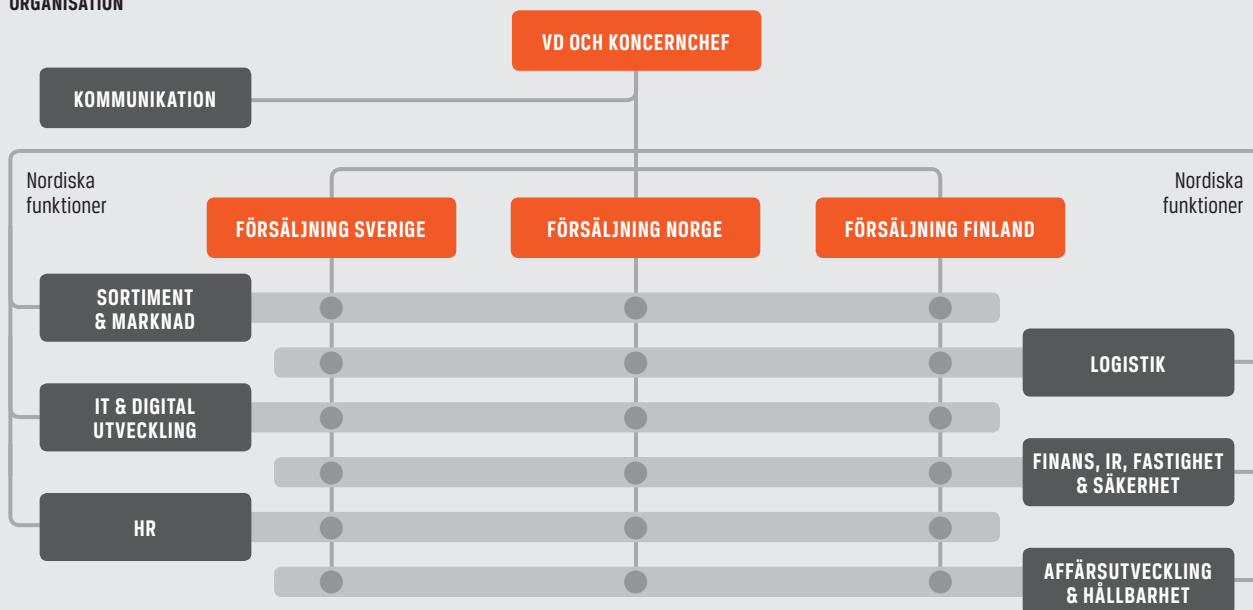 ORGANISATION
VD OCH KONCERNCHEF
KOMMUNIKATION
Nordiska
funktioner
Nordiska
funktioner
FÖRSÄLJNING SVERIGE
FÖRSÄLJNING NORGE
FÖRSÄLJNING FINLAND
SORTIMENT
& MARKNAD
LOGISTIK
IT & DIGITAL
UTVECKLING
FINANS, IR, FASTIGHET
& SÄKERHET
HR
AFFÄRSUTVECKLING
& HÅLLBARHET